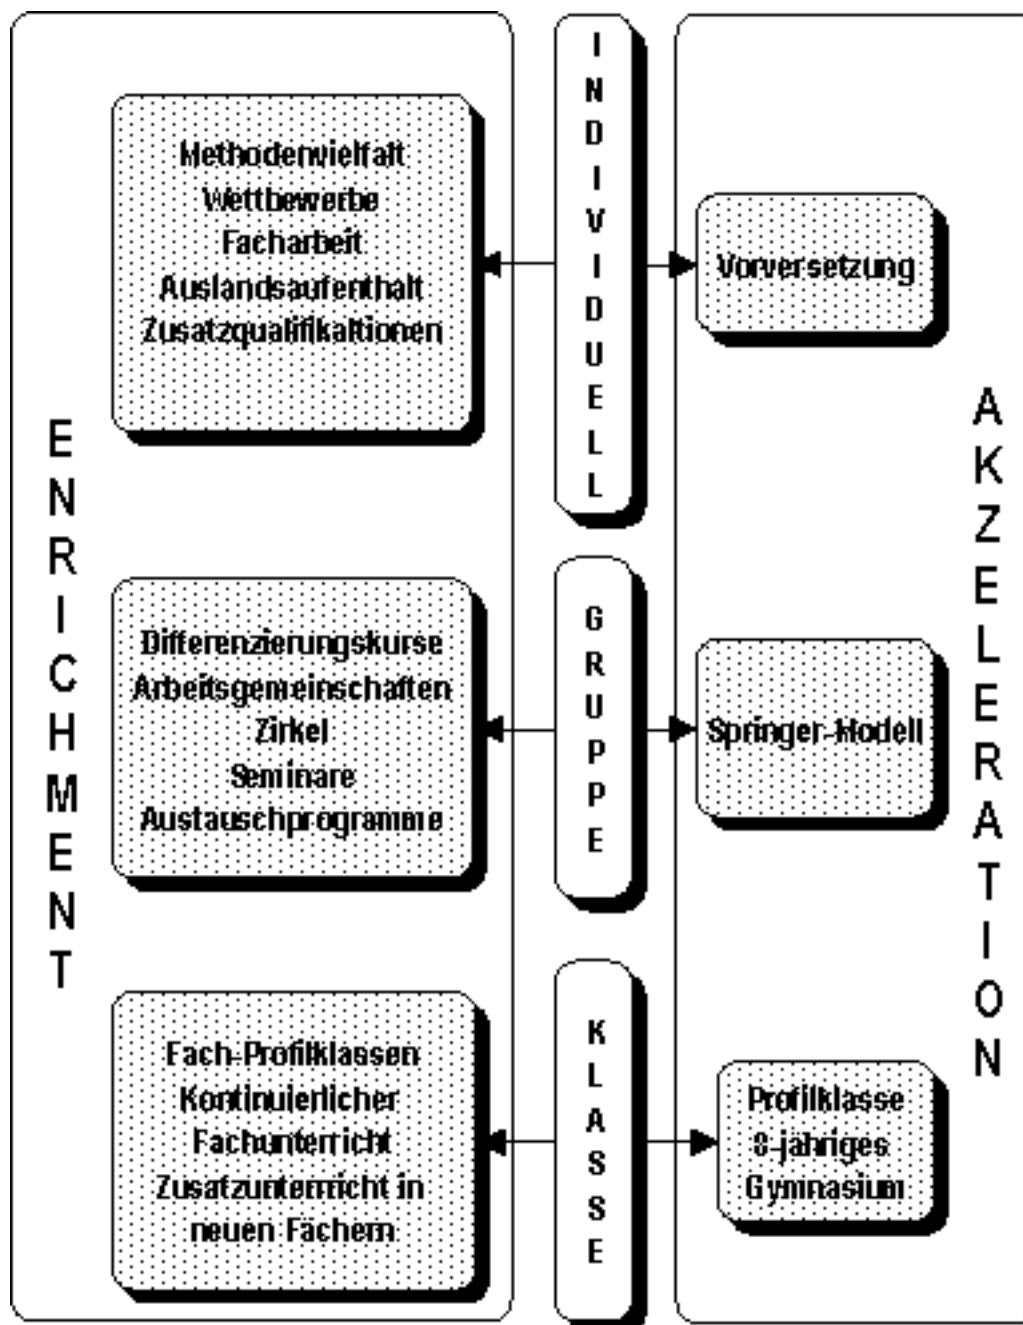 ENRICHMENT
Methodenvielfalt
Wettbewerbe
Facharbeit
Auslandsaufenthalt
Zusatzqualifikaltionen
Differenzierungskurse
Arbeitsgemeinschaften
Zirkel
Seminare
Austauschprogramme
Fach-Profilklassen
Kontinuierlicher
Fachunterricht
Zusatzunterricht in
neuen Fächern
INDIVIDUELL
GRUPPE
KLASSE
Vorversetzung
Springer-Modell
Profilklasse
8-jähriges
Gymnasium
AKZELERATION